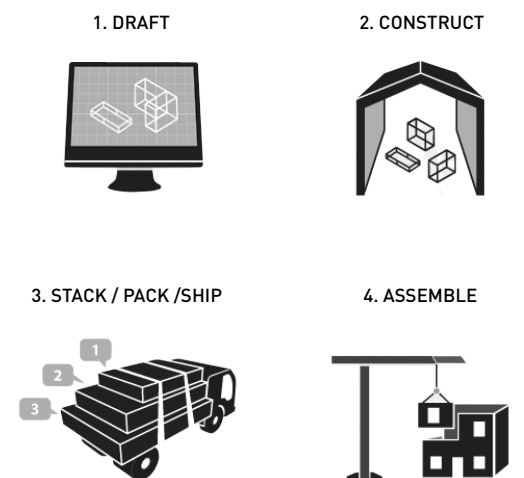 1. DRAFT
2. CONSTRUCT
3. STACK / PACK /SHIP
1
2
3
4. ASSEMBLE